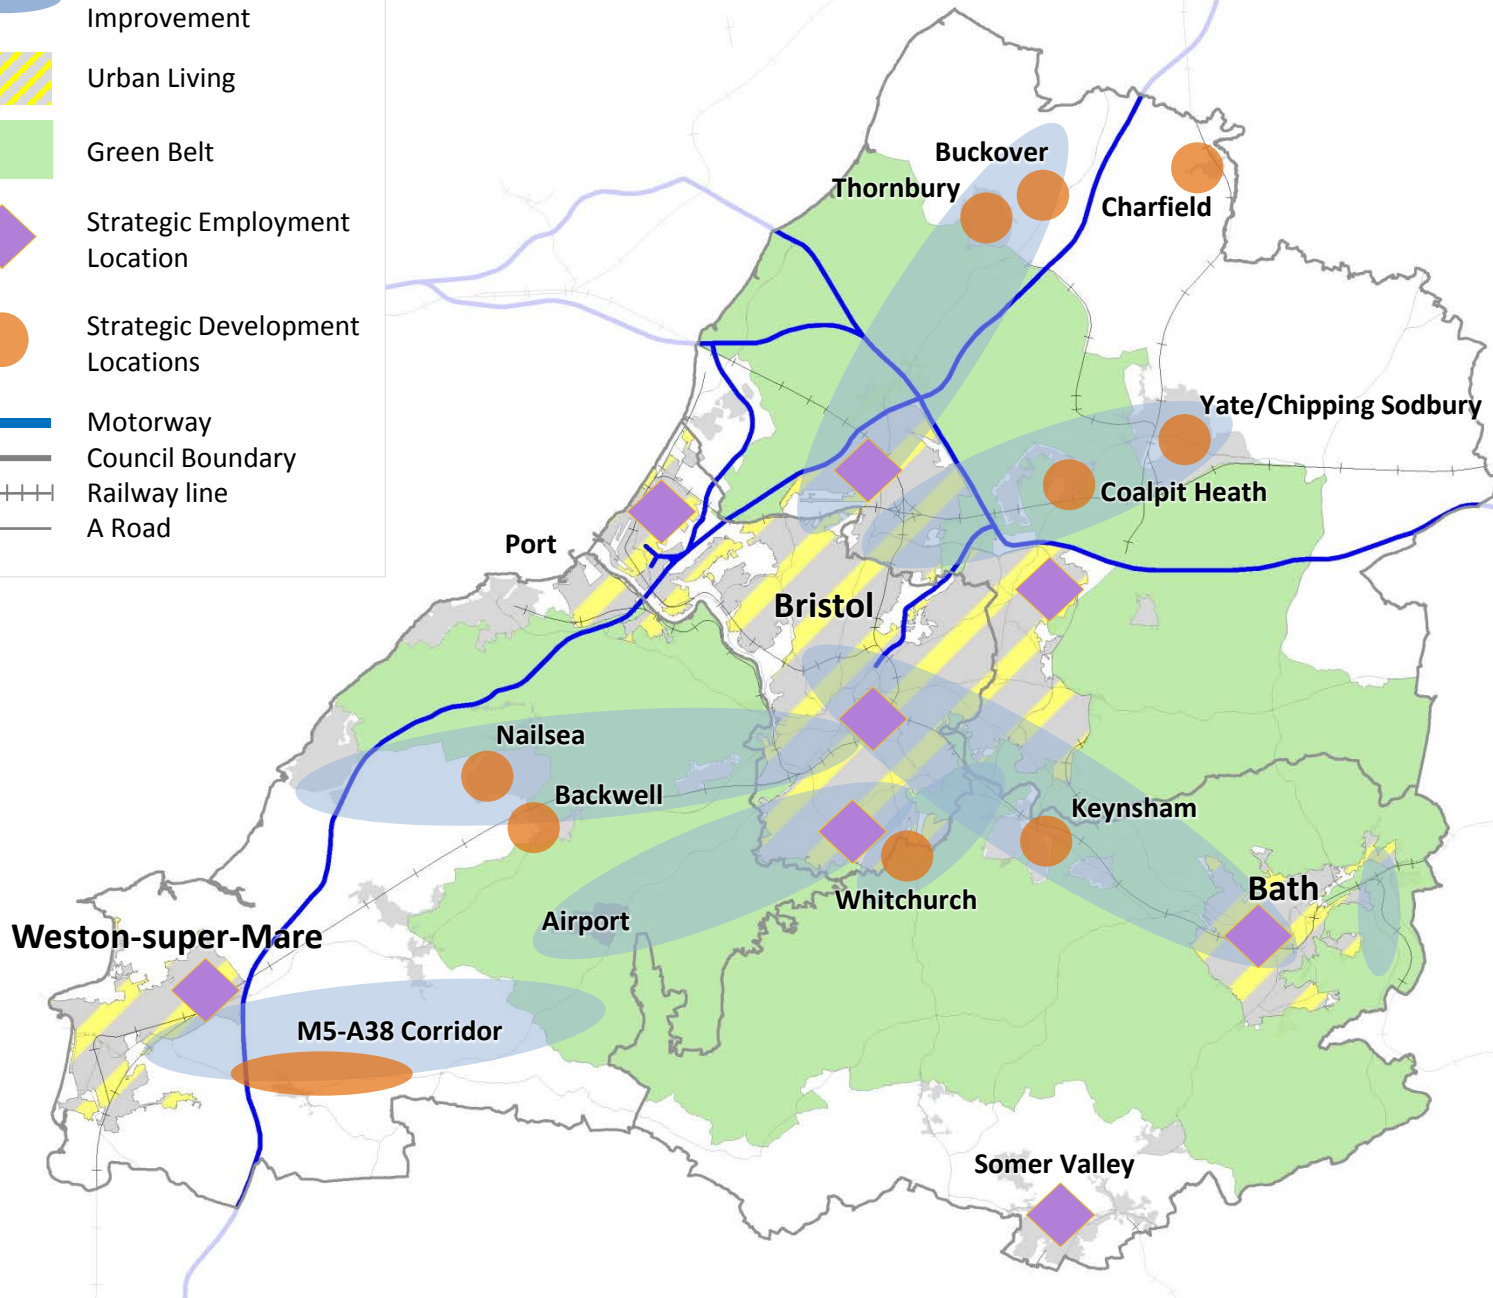 Improvement
Urban Living
Green Belt
Strategic Employment
Location
Strategic Development
Locations
Motorway
Council Boundary
Railway line
A Road
Buckover
Thornbury
Charfield
Yate/Chipping Sodbury
Coalpit Heath
Port
Bristol
Nailsea
Backwell
Keynsham
Whitchurch
Bath
Airport
Weston-super-Mare
M5-A38 Corridor
Somer Valley